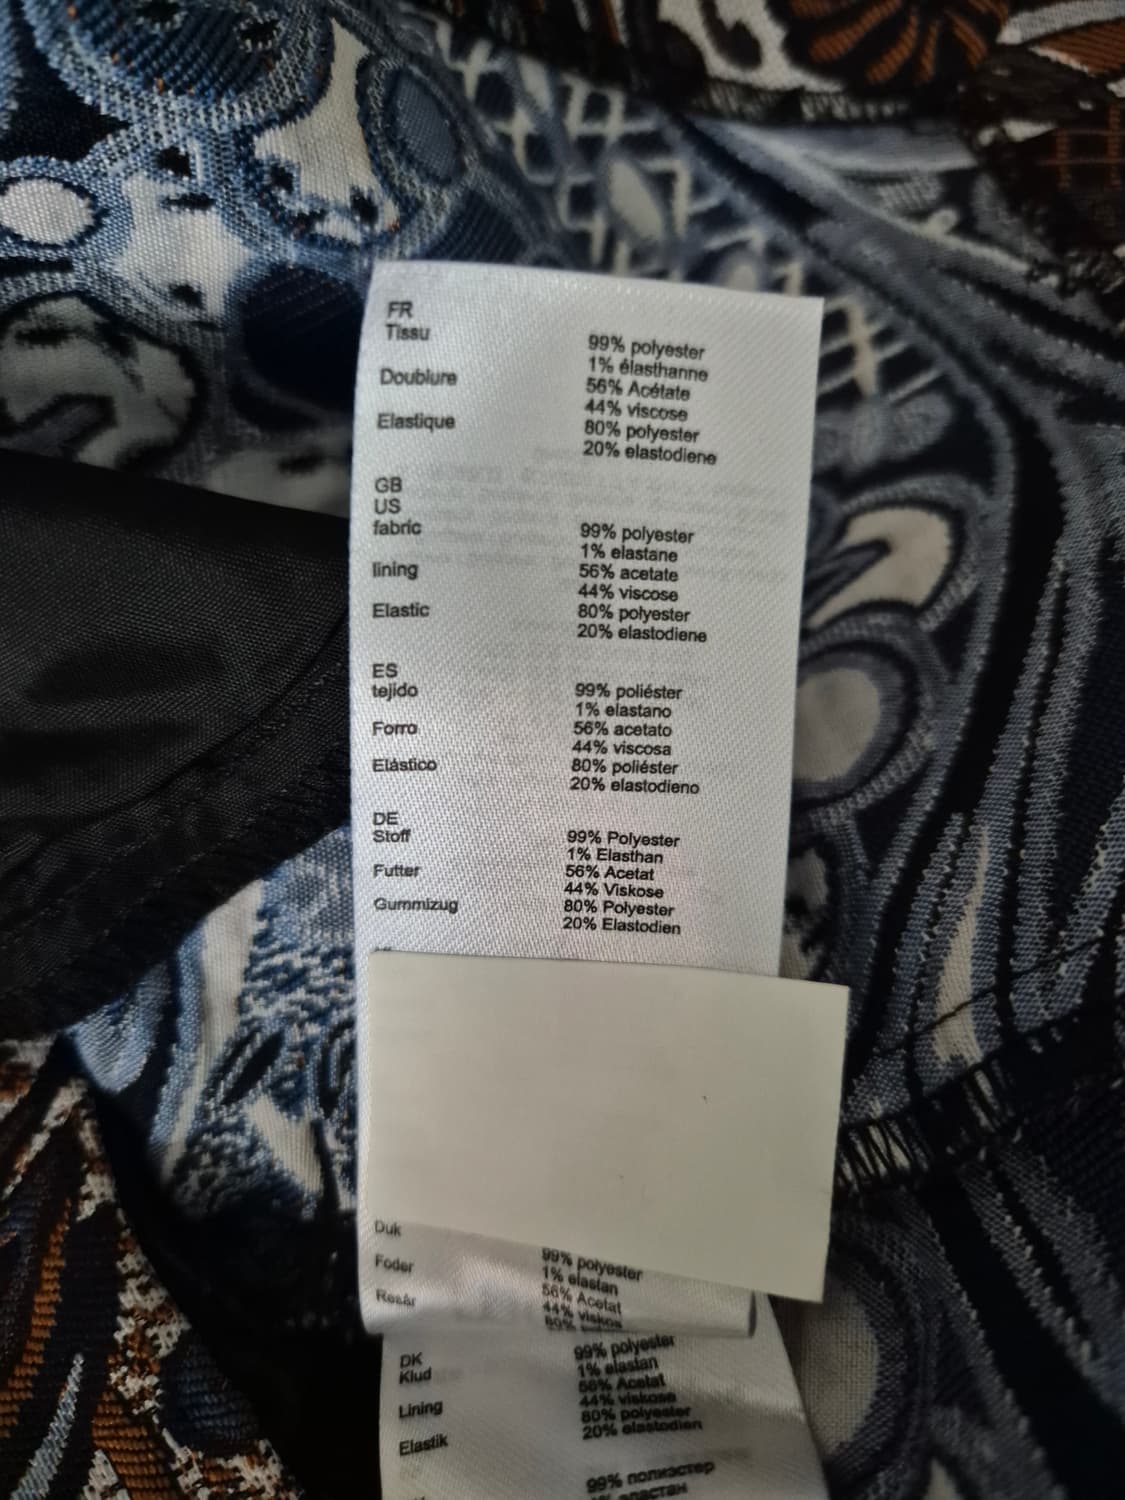 FR
Tissu 99% polyester
1% élasthanne
Doublure 56% Acétate
44% viscose
Elastique 80% polyester
20% elastodiene
GB
US
fabric 99% polyester
1% elastane
lining 56% acetate
44% viscose
Elastic 80% polyester
20% elastodiene
ES
tejido 99% poliéster
1% elastano
Forro 56% acetato
44% viscosa
Elástico 80% poliéster
20% elastodieno
DE
Stoff 99% Polyester
1% Elasthan
Futter 56% Acetat
44% Viskose
Gummizug 80% Polyester
20% Elastodien
Duk 99% polyester
1% elastan
Foder 56% Acetat
44% viskos
Resår 80%
DK
Klud 99% polyester
1% elastan
Lining 56% Acetat
44% viskose
Elastik 80% polyester
20% elastodien
99% полиэстер